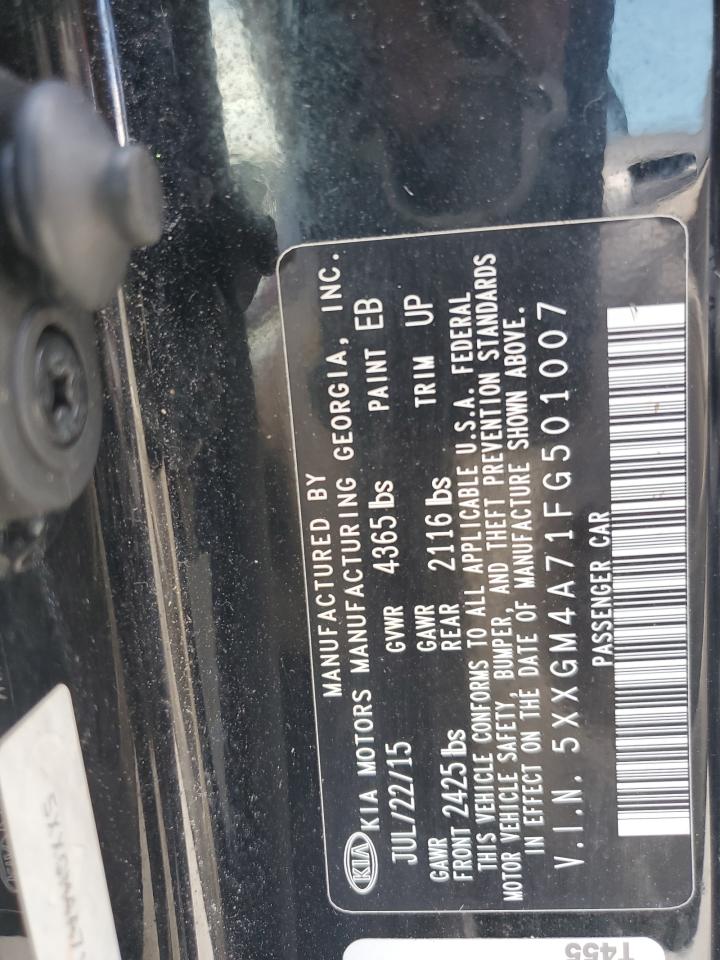 MANUFACTURED BY
KIA KIA MOTORS MANUFACTURING GEORGIA, INC.
JUL/22/15 GVWR 4365 lbs PAINT EB
GAWR FRONT 2425 lbs GAWR REAR 2116 lbs TRIM UP
THIS VEHICLE CONFORMS TO ALL APPLICABLE U.S.A. FEDERAL
MOTOR VEHICLE SAFETY, BUMPER, AND THEFT PREVENTION STANDARDS
IN EFFECT ON THE DATE OF MANUFACTURE SHOWN ABOVE.
V.I.N. 5XXGM4A71FG501007
PASSENGER CAR
T455